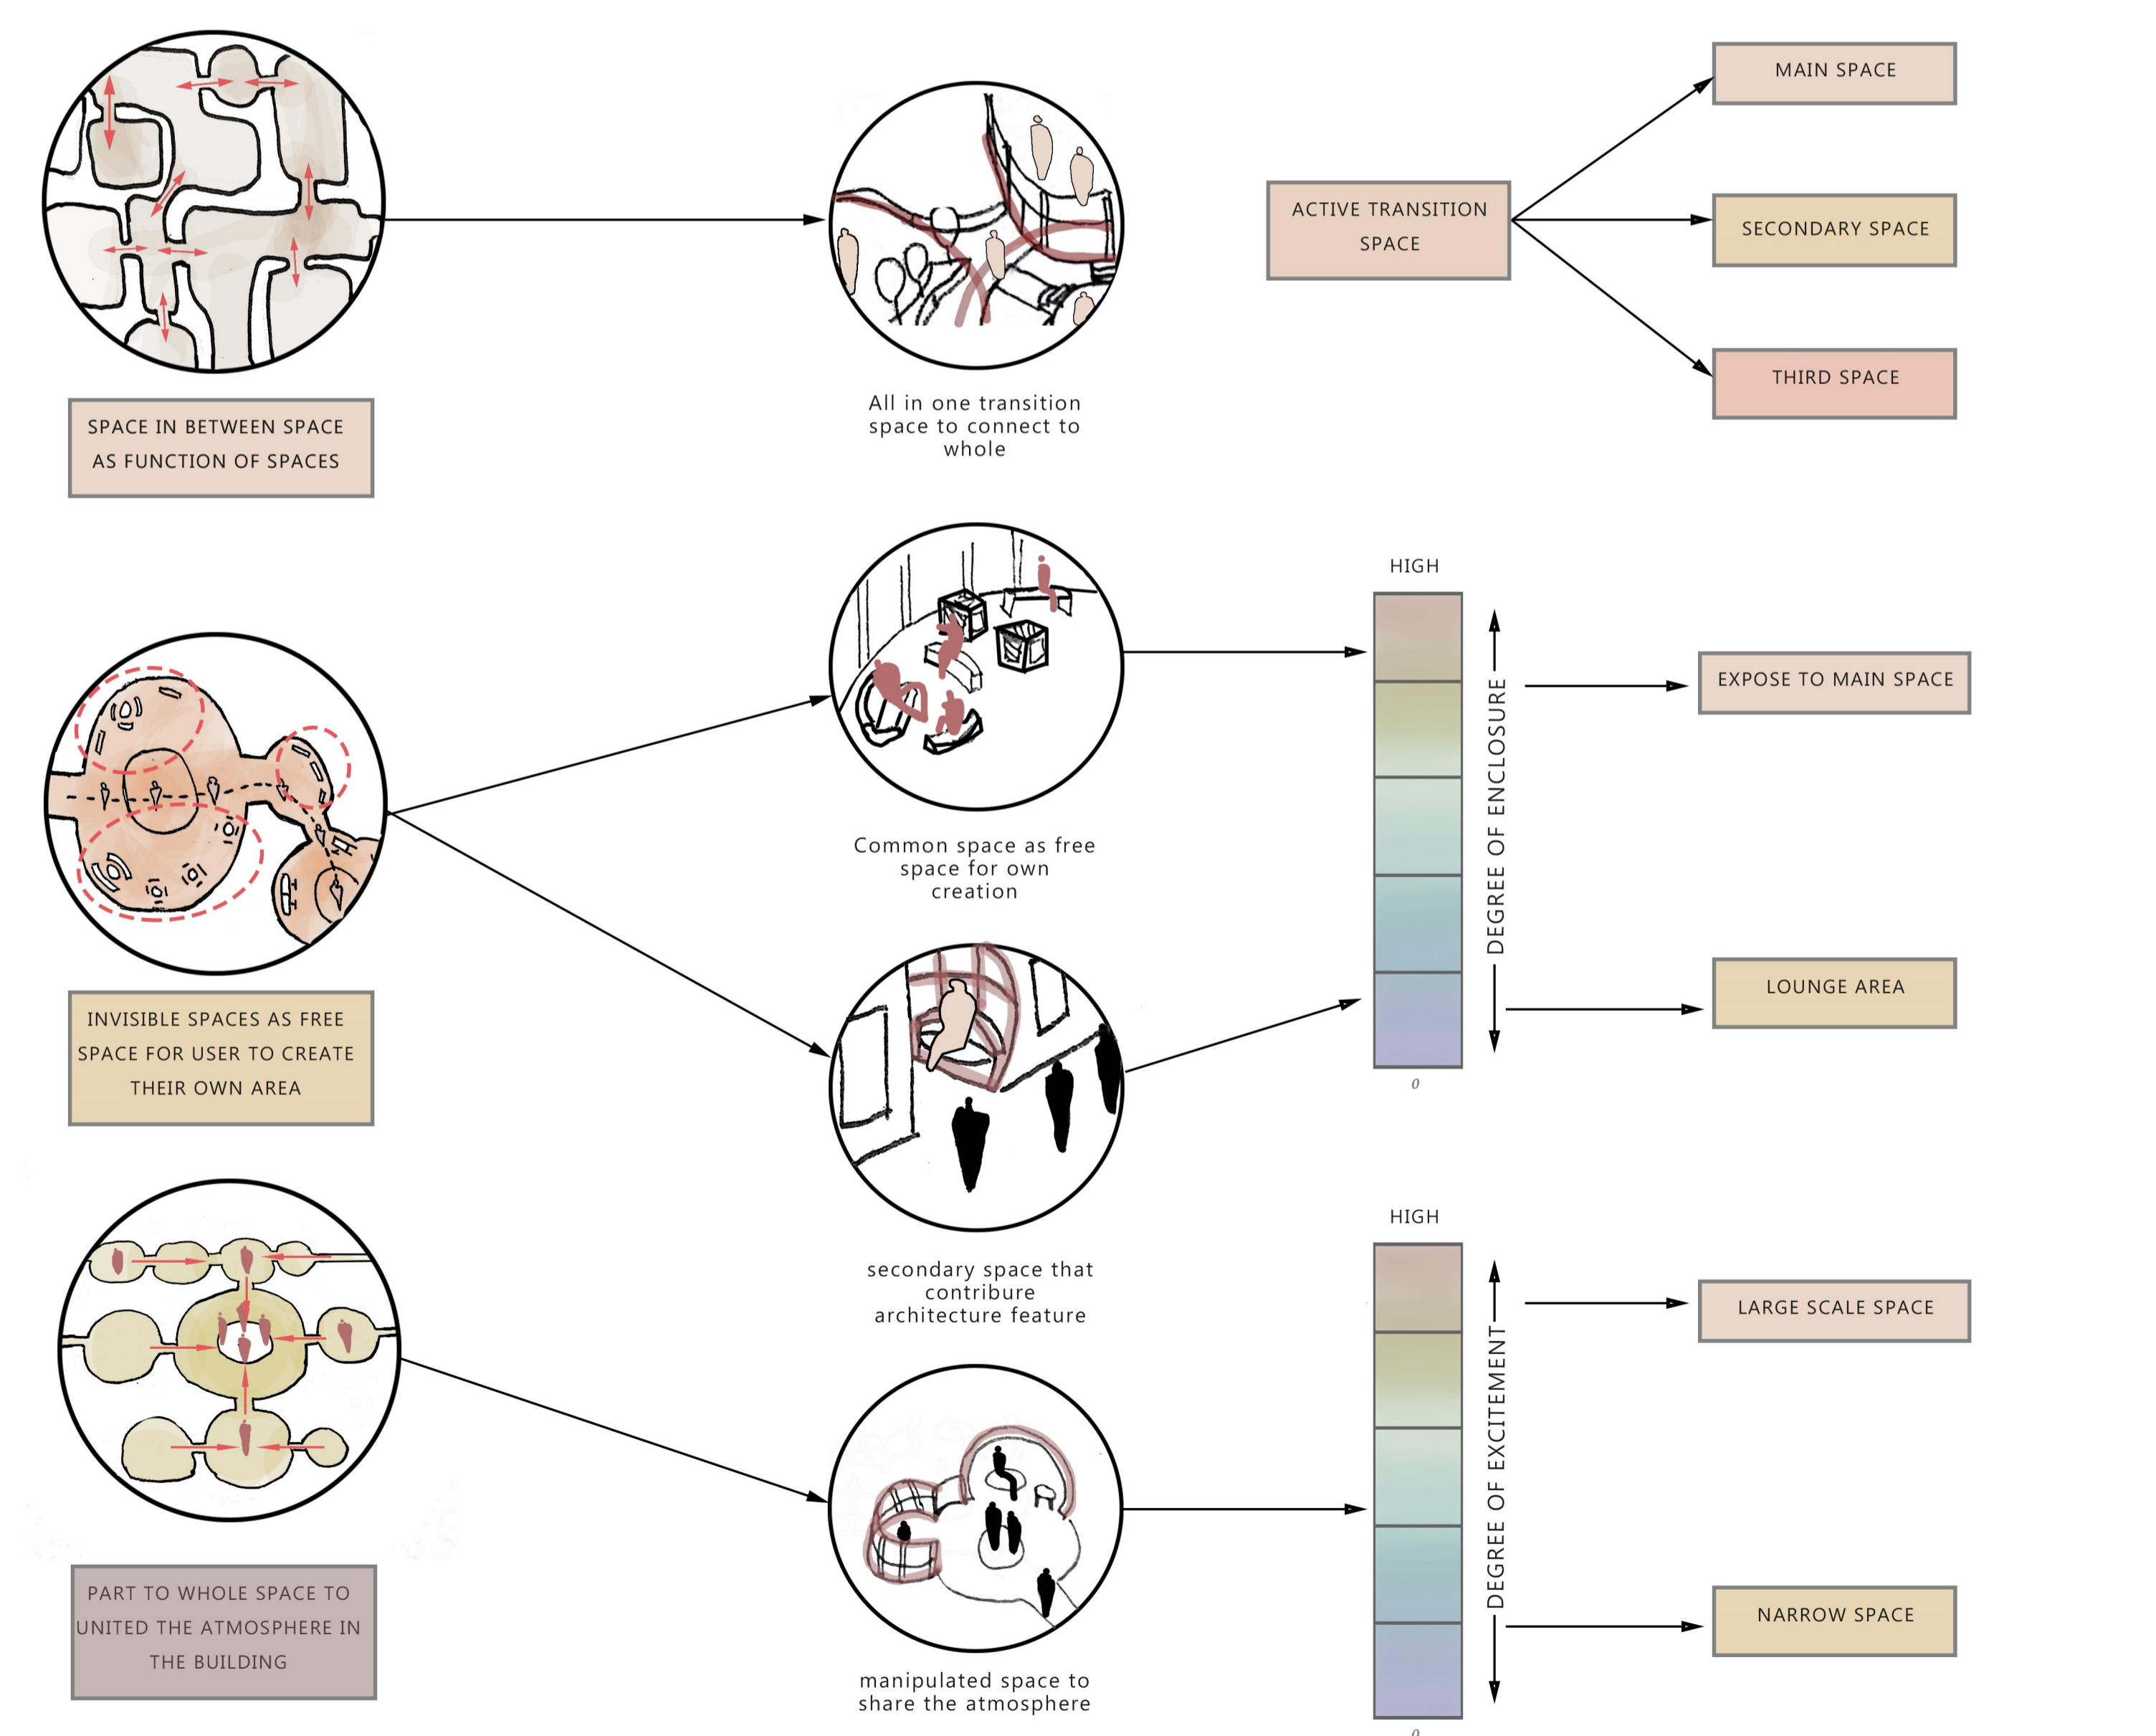 MAIN SPACE
ACTIVE TRANSITION
SPACE
SECONDARY SPACE
THIRD SPACE
SPACE IN BETWEEN SPACE
AS FUNCTION OF SPACES
All in one transition
space to connect to
whole
HIGH
DEGREE OF ENCLOSURE
EXPOSE TO MAIN SPACE
Common space as free
space for own
creation
LOUNGE AREA
INVISIBLE SPACES AS FREE
SPACE FOR USER TO CREATE
THEIR OWN AREA
0
secondary space that
contribure
architecture feature
HIGH
DEGREE OF EXCITEMENT
LARGE SCALE SPACE
PART TO WHOLE SPACE TO
UNITED THE ATMOSPHERE IN
THE BUILDING
NARROW SPACE
manipulated space to
share the atmosphere
0